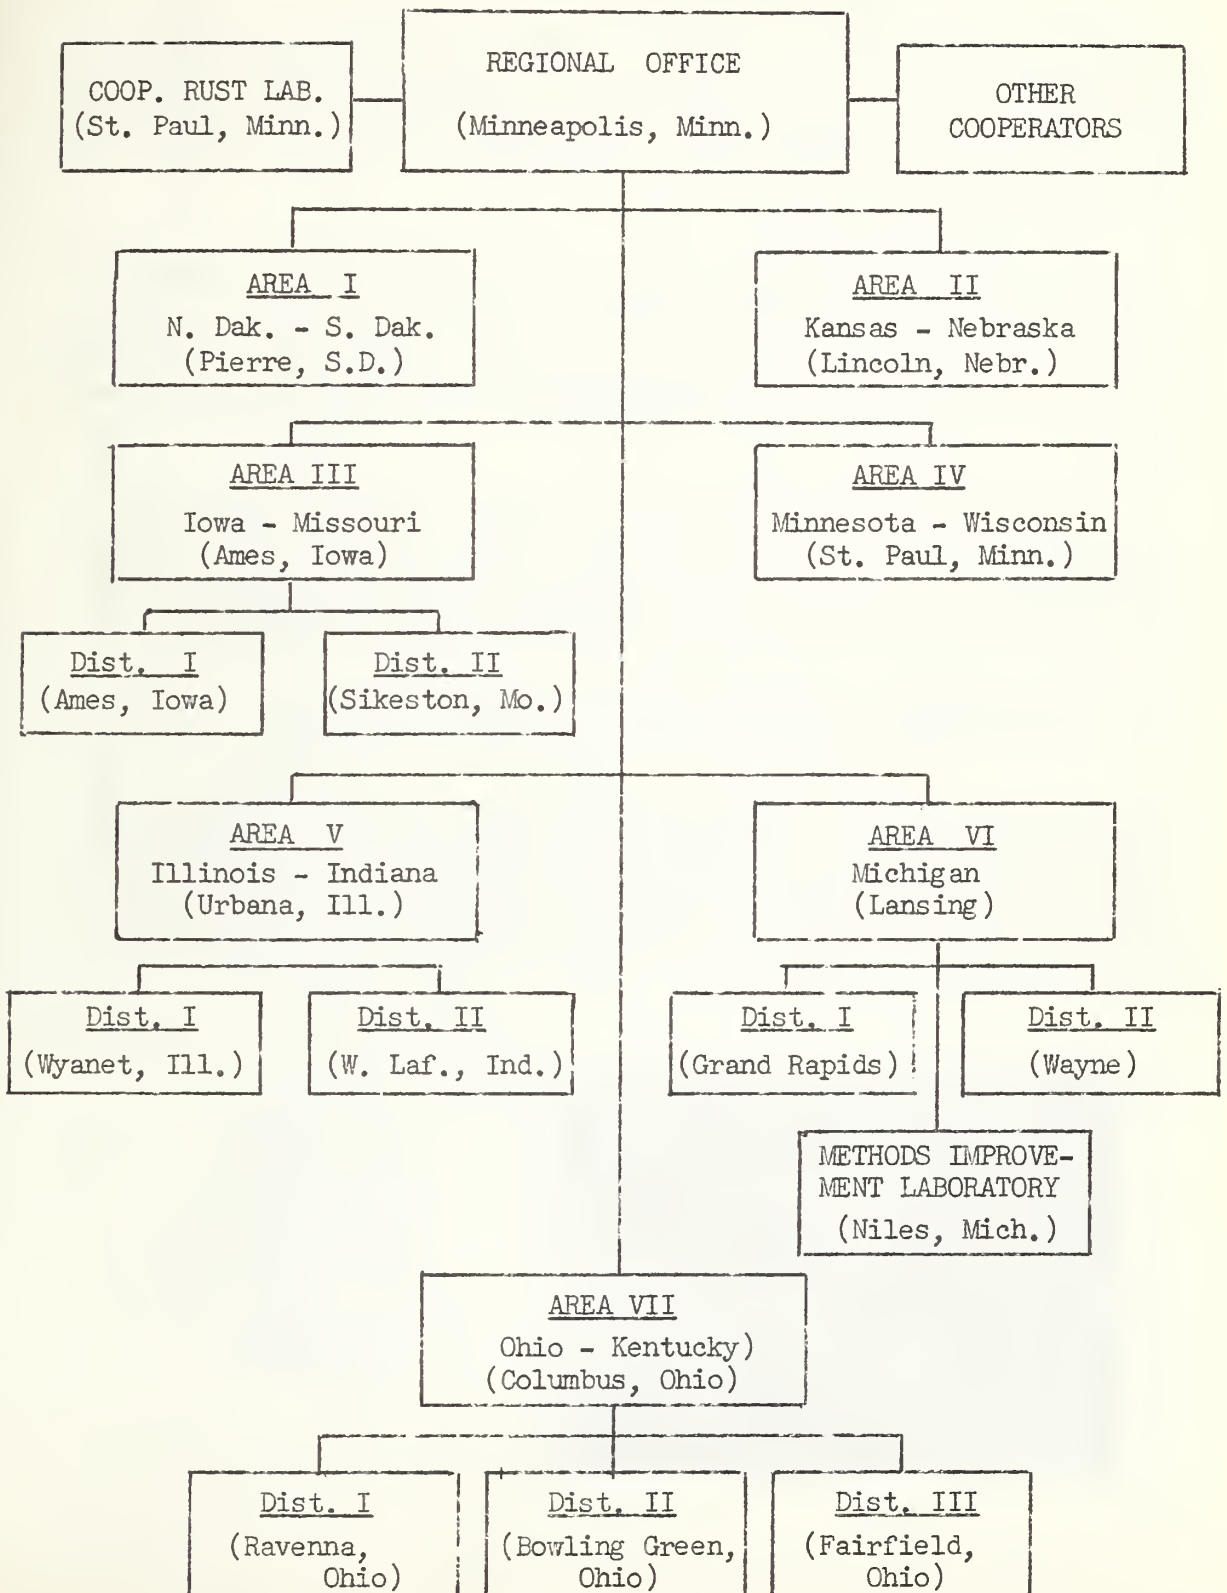 COOP. RUST LAB.
(St. Paul, Minn.)
REGIONAL OFFICE
(Minneapolis, Minn.)
OTHER
COOPERATORS
AREA I
N. Dak. - S. Dak.
(Pierre, S.D.)
AREA II
Kansas - Nebraska
(Lincoln, Nebr.)
AREA III
Iowa - Missouri
(Ames, Iowa)
AREA IV
Minnesota - Wisconsin
(St. Paul, Minn.)
Dist. I
(Ames, Iowa)
Dist. II
(Sikeston, Mo.)
AREA V
Illinois - Indiana
(Urbana, Ill.)
AREA VI
Michigan
(Lansing)
Dist. I
(Wyanet, Ill.)
Dist. II
(W. Laf., Ind.)
Dist. I
(Grand Rapids)
Dist. II
(Wayne)
METHODS IMPROVE-
MENT LABORATORY
(Niles, Mich.)
AREA VII
Ohio - Kentucky)
(Columbus, Ohio)
Dist. I
(Ravenna,
Ohio)
Dist. II
(Bowling Green,
Ohio)
Dist. III
(Fairfield,
Ohio)